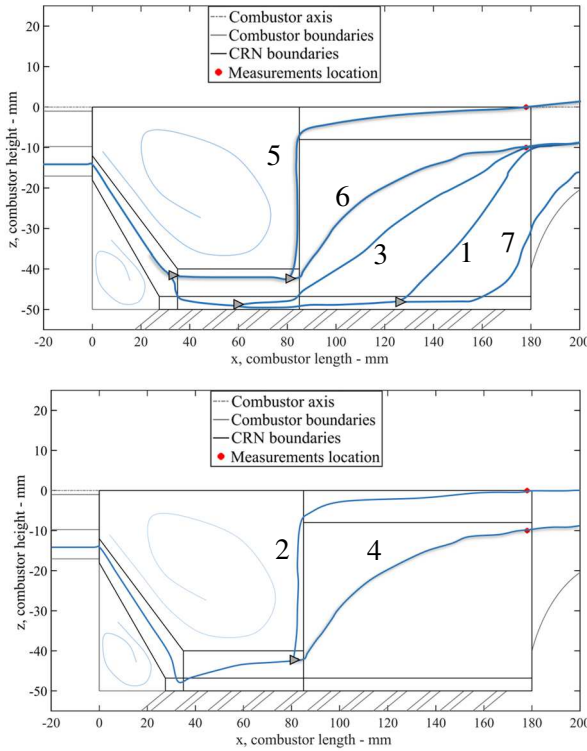 20
10
0
-10
-20
-30
-40
-50
z, combustor height - mm
Combustor axis
Combustor boundaries
CRN boundaries
Measurements location
5
6
3
1
7
-20 0 20 40 60 80 100 120 140 160 180 200
x, combustor length - mm
20
10
0
-10
-20
-30
-40
-50
z, combustor height - mm
Combustor axis
Combustor boundaries
CRN boundaries
Measurements location
2
4
-20 0 20 40 60 80 100 120 140 160 180 200
x, combustor length - mm